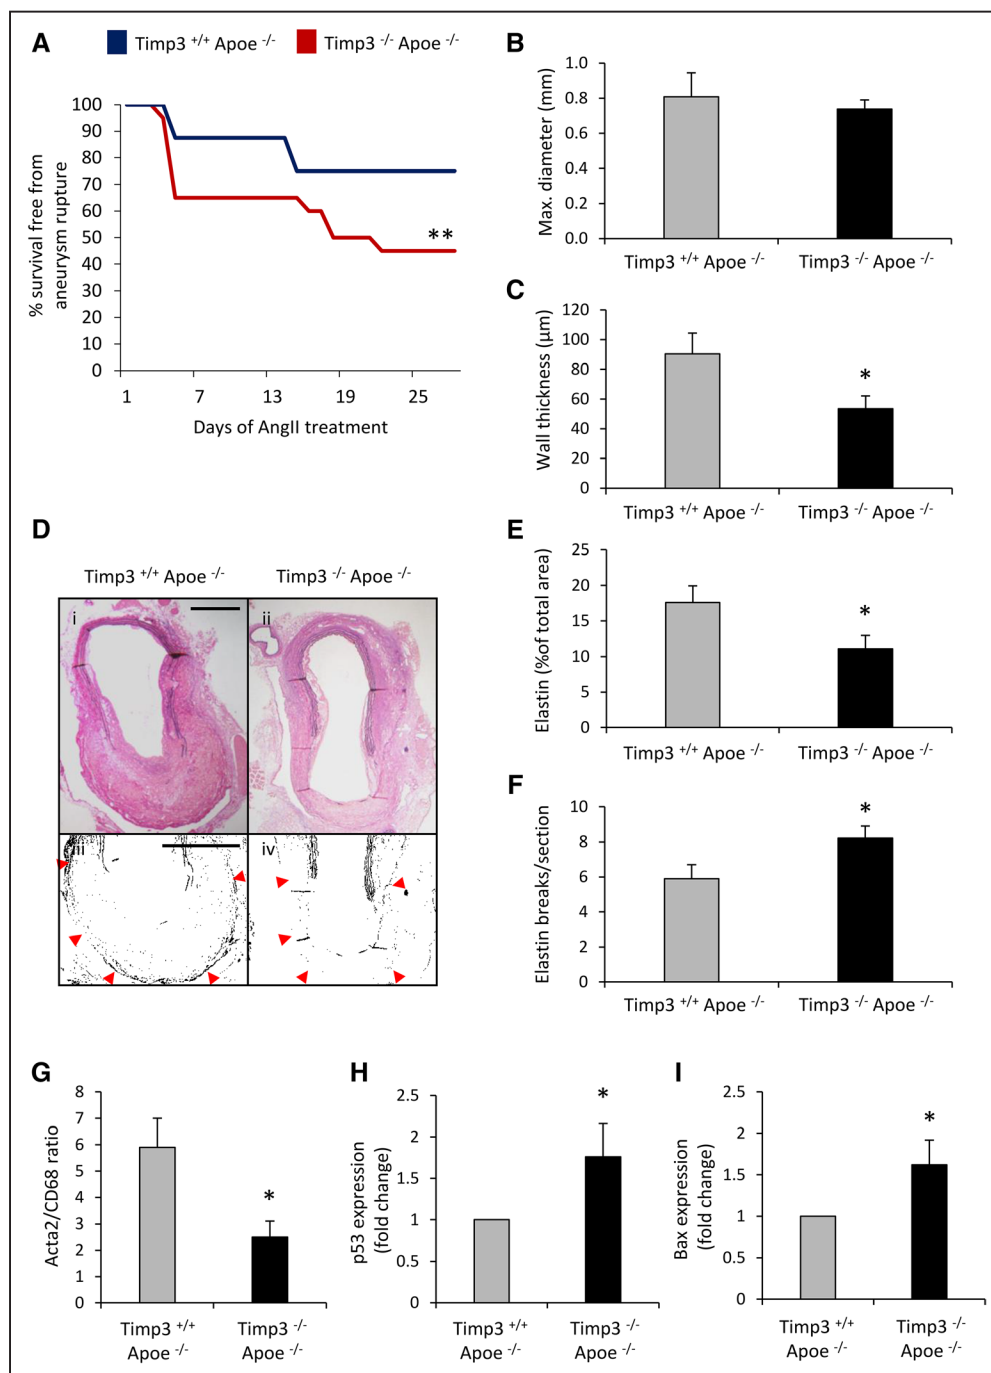 A
Timp3 +/+ Apoe -/-
Timp3 -/- Apoe -/-
% survival free from
aneurysm rupture
100
90
80
70
60
50
40
30
20
10
0
**
1 7 13 19 25
Days of AngII treatment
B
Max. diameter (mm)
1.0
0.8
0.6
0.4
0.2
0.0
Timp3 +/+ Apoe -/-
Timp3 -/- Apoe -/-
C
Wall thickness (µm)
120
100
80
60
40
20
0
*
Timp3 +/+ Apoe -/-
Timp3 -/- Apoe -/-
D
Timp3 +/+ Apoe -/-
Timp3 -/- Apoe -/-
i
ii
iii
iv
E
Elastin (%of total area)
25
20
15
10
5
0
*
Timp3 +/+ Apoe -/-
Timp3 -/- Apoe -/-
F
Elastin breaks/section
10
8
6
4
2
0
*
Timp3 +/+ Apoe -/-
Timp3 -/- Apoe -/-
G
Acta2/CD68 ratio
8
7
6
5
4
3
2
1
0
*
Timp3 +/+
Apoe -/-
Timp3 -/-
Apoe -/-
H
p53 expression
(fold change)
2.5
2
1.5
1
0.5
0
*
Timp3 +/+
Apoe -/-
Timp3 -/-
Apoe -/-
I
Bax expression
(fold change)
2.5
2
1.5
1
0.5
0
*
Timp3 +/+
Apoe -/-
Timp3 -/-
Apoe -/-